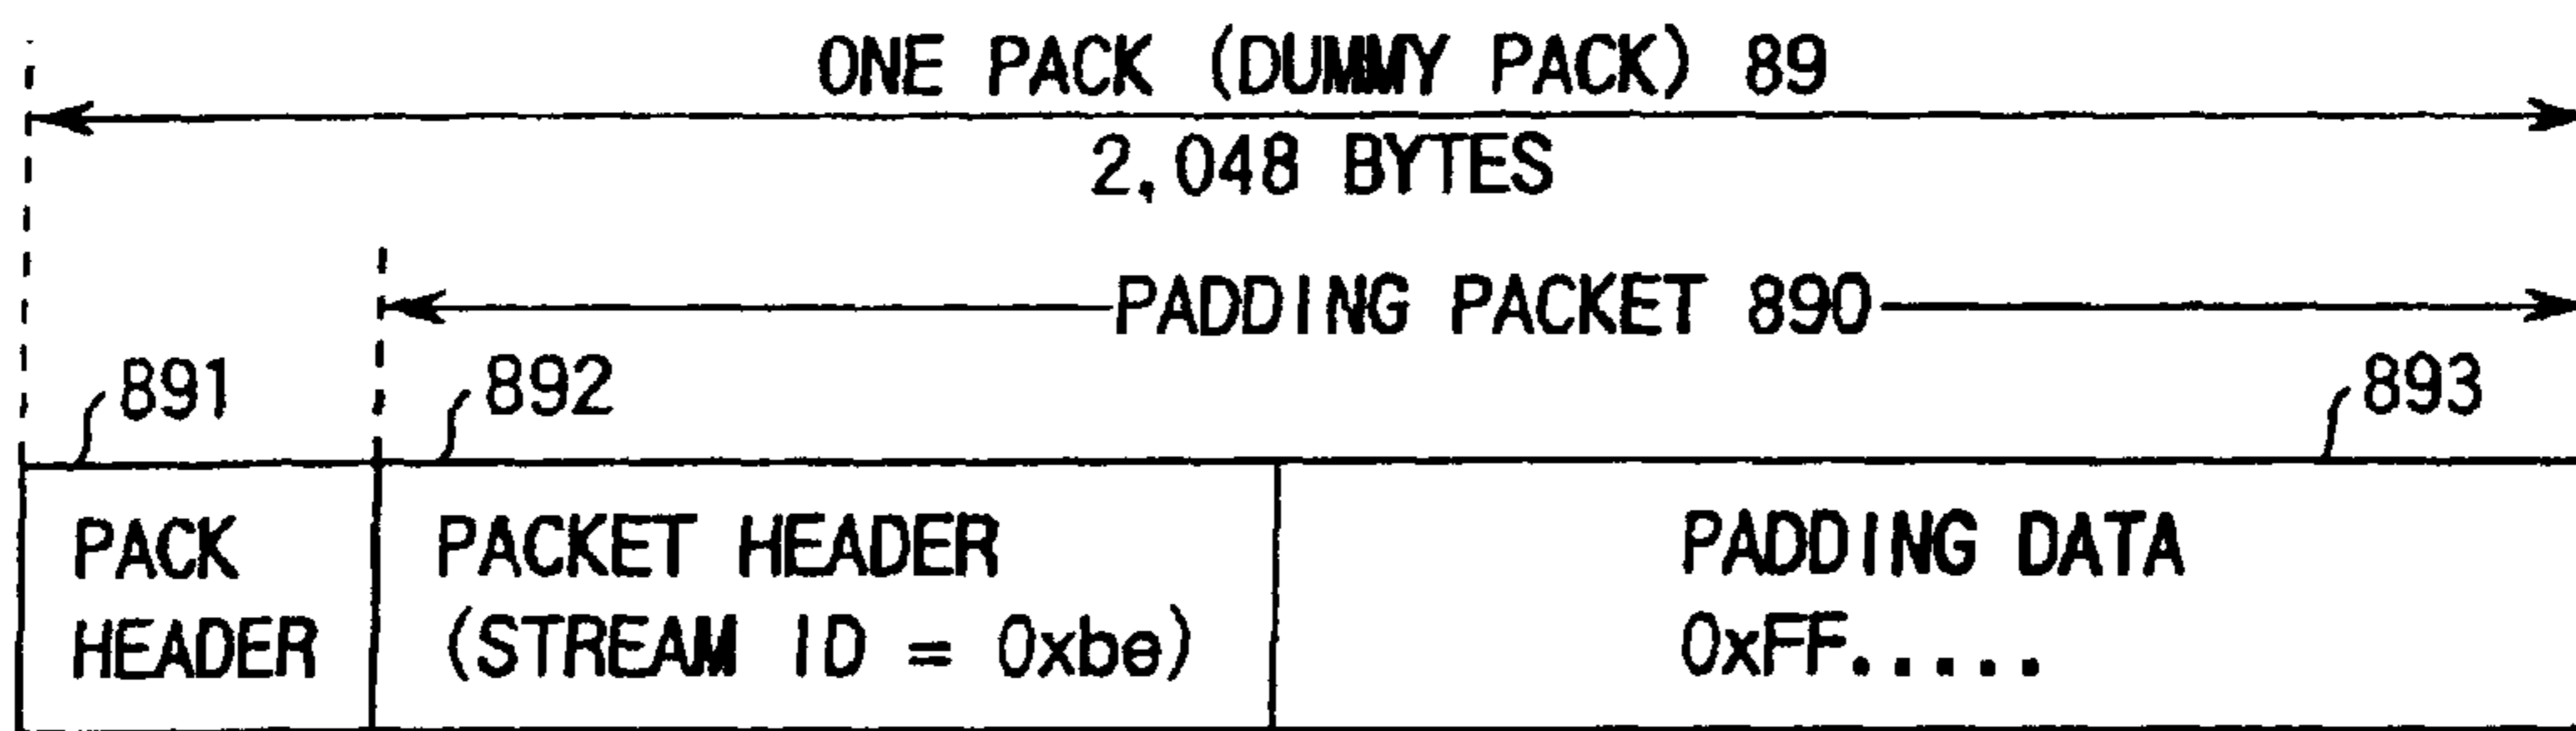 ONE PACK (DUMMY PACK) 89
2,048 BYTES
PADDING PACKET 890
891 892 893
PACK HEADER
PACKET HEADER
(STREAM ID = 0xbe)
PADDING DATA
0xFF.....